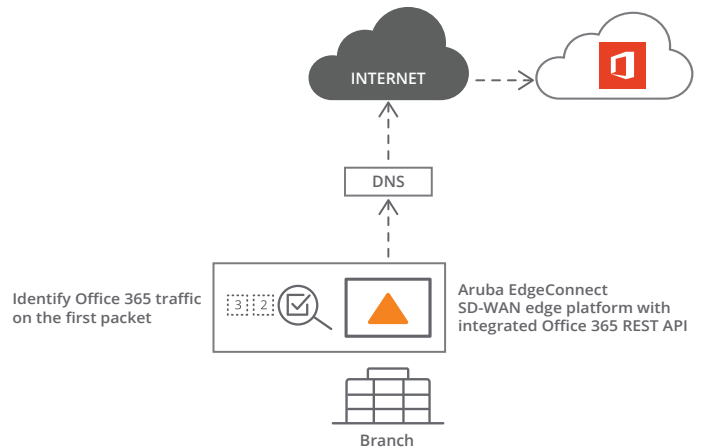 INTERNET
DNS
Identify Office 365 traffic
on the first packet
3 2
Aruba EdgeConnect
SD-WAN edge platform with
integrated Office 365 REST API
Branch